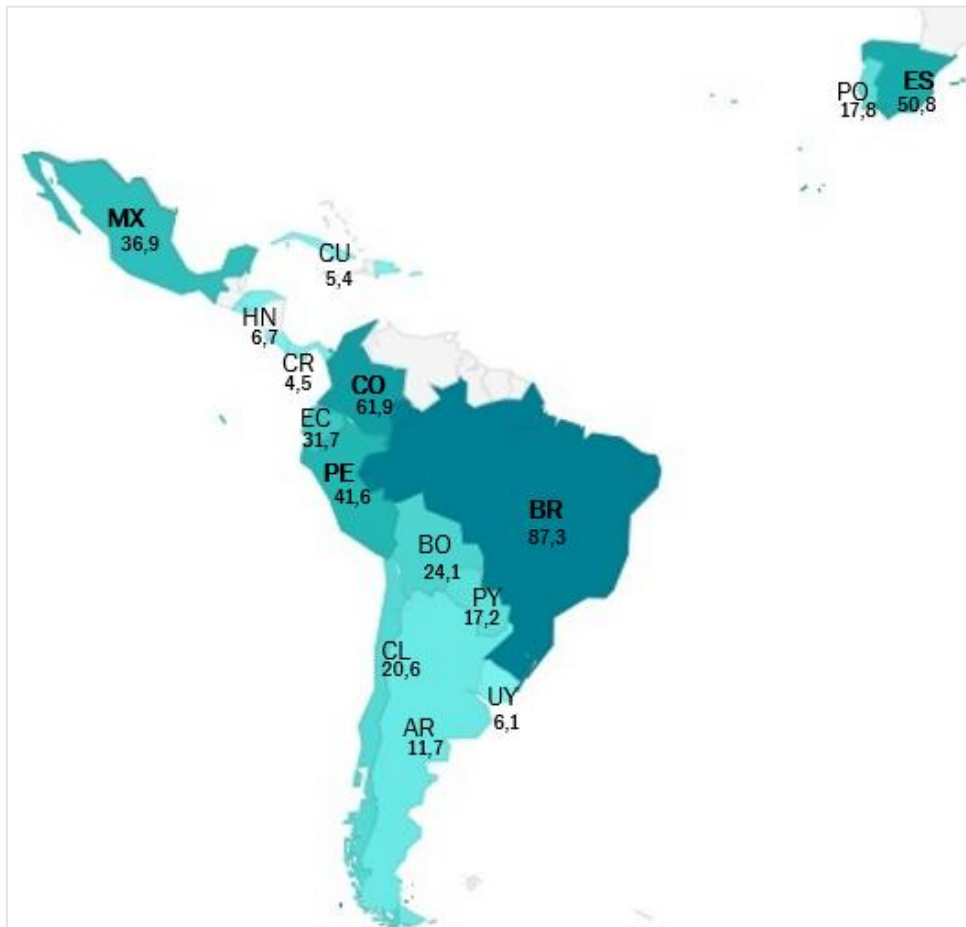 ES
50,8
PO
17,8
MX
36,9
CU
5,4
HN
6,7
CR
4,5
CO
61,9
EC
31,7
PE
41,6
BR
87,3
BO
24,1
PY
17,2
CL
20,6
UY
6,1
AR
11,7